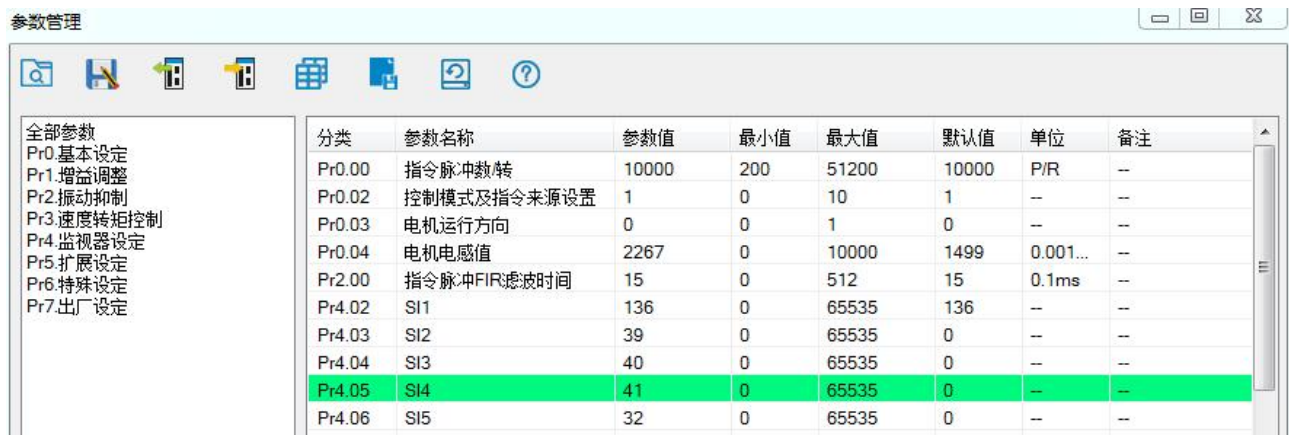 参数管理
全部参数
Pr0.基本设定
Pr1.增益调整
Pr2.振动抑制
Pr3.速度转矩控制
Pr4.监视器设定
Pr5.扩展设定
Pr6.特殊设定
Pr7.出厂设定
分类 参数名称 参数值 最小值 最大值 默认值 单位 备注
Pr0.00 指令脉冲数/转 10000 200 51200 10000 P/R --
Pr0.02 控制模式及指令来源设置 1 0 10 1 -- --
Pr0.03 电机运行方向 0 0 1 0 -- --
Pr0.04 电机电感值 2267 0 10000 1499 0.001... --
Pr2.00 指令脉冲FIR滤波时间 15 0 512 15 0.1ms --
Pr4.02 SI1 136 0 65535 136 -- --
Pr4.03 SI2 39 0 65535 0 -- --
Pr4.04 SI3 40 0 65535 0 -- --
Pr4.05 SI4 41 0 65535 0 -- --
Pr4.06 SI5 32 0 65535 0 -- --